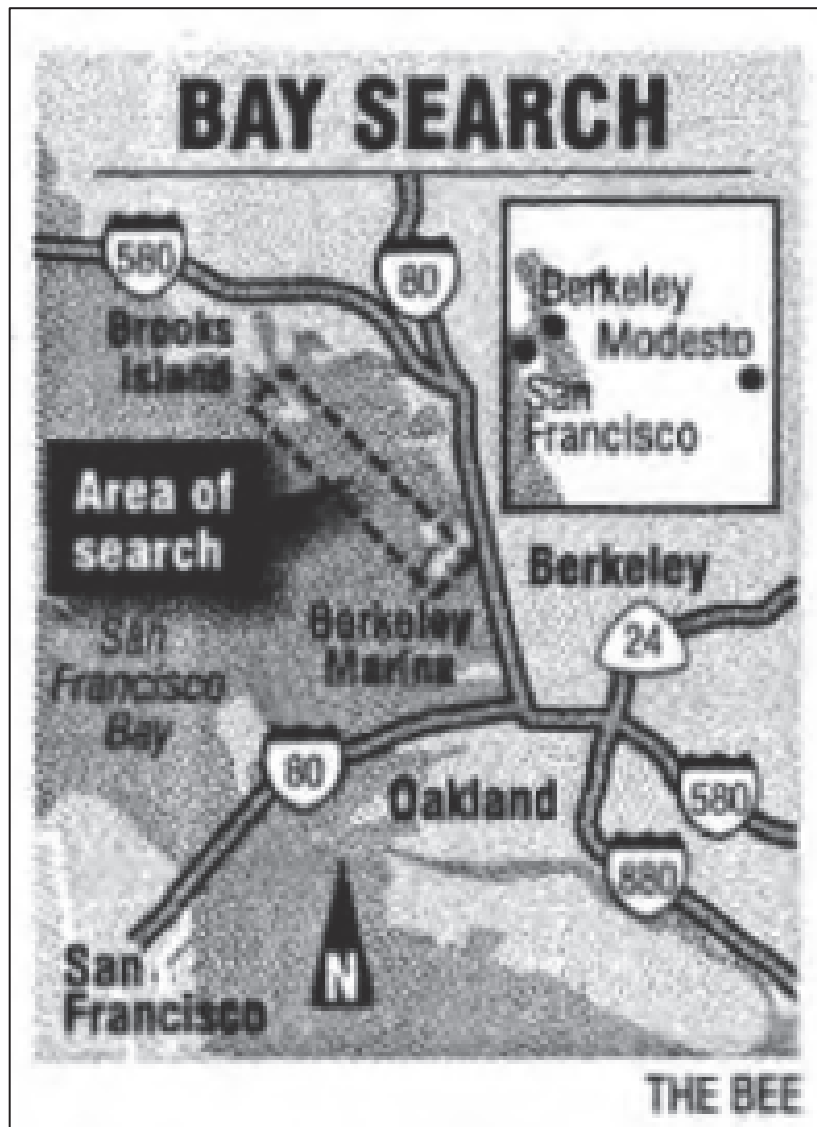 BAY SEARCH
580
80
Brooks
Island
Berkeley
Modesto
San
Francisco
Area of
search
Berkeley
Berkeley
Marina
24
San
Francisco
Bay
80
Oakland
580
880
N
San
Francisco
THE BEE